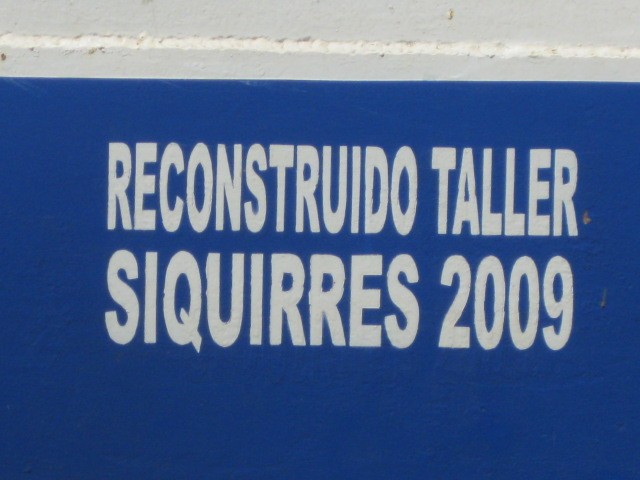 RECONSTRUIDO TALLER
SIQUIRRES 2009